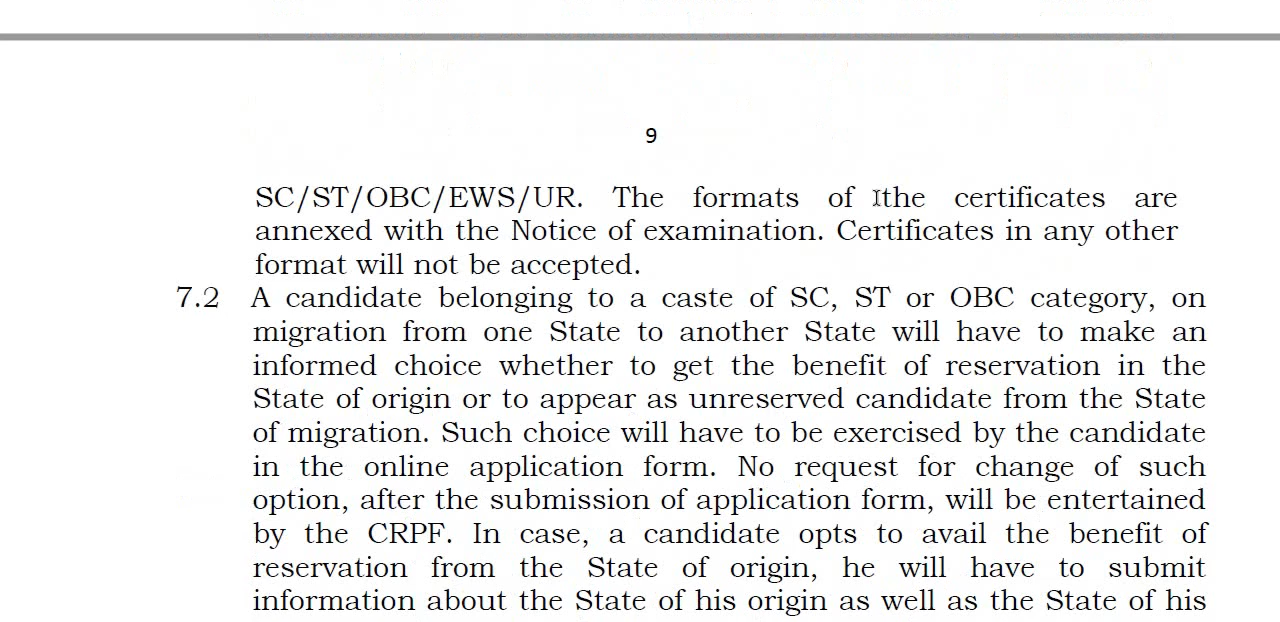 9
SC/ST/OBC/EWS/UR. The formats of the certificates are
annexed with the Notice of examination. Certificates in any other
format will not be accepted.
7.2 A candidate belonging to a caste of SC, ST or OBC category, on
migration from one State to another State will have to make an
informed choice whether to get the benefit of reservation in the
State of origin or to appear as unreserved candidate from the State
of migration. Such choice will have to be exercised by the candidate
in the online application form. No request for change of such
option, after the submission of application form, will be entertained
by the CRPF. In case, a candidate opts to avail the benefit of
reservation from the State of origin, he will have to submit
information about the State of his origin as well as the State of his